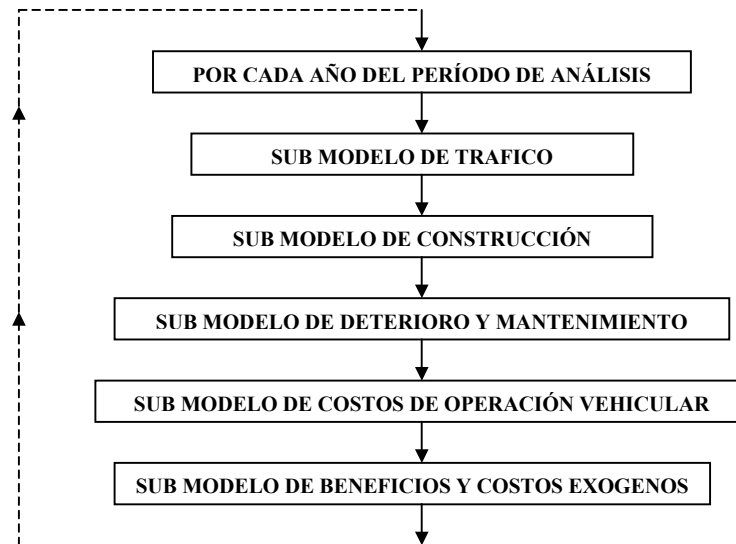 POR CADA AÑO DEL PERÍODO DE ANÁLISIS
SUB MODELO DE TRAFICO
SUB MODELO DE CONSTRUCCIÓN
SUB MODELO DE DETERIORO Y MANTENIMIENTO
SUB MODELO DE COSTOS DE OPERACIÓN VEHICULAR
SUB MODELO DE BENEFICIOS Y COSTOS EXOGENOS